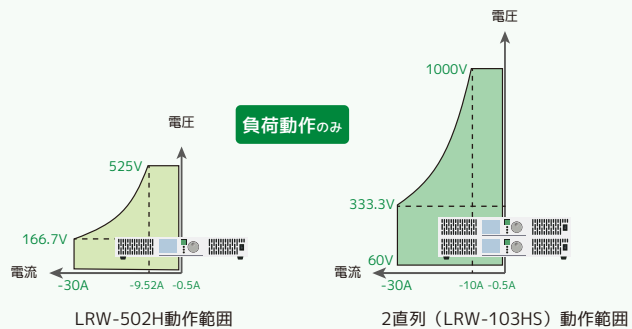 負荷動作のみ
電圧
525V
166.7V
電流
-30A
-9.52A
-0.5A
LRW-502H動作範囲
電圧
1000V
333.3V
60V
電流
-30A
-10A
-0.5A
2直列（LRW-103HS）動作範囲